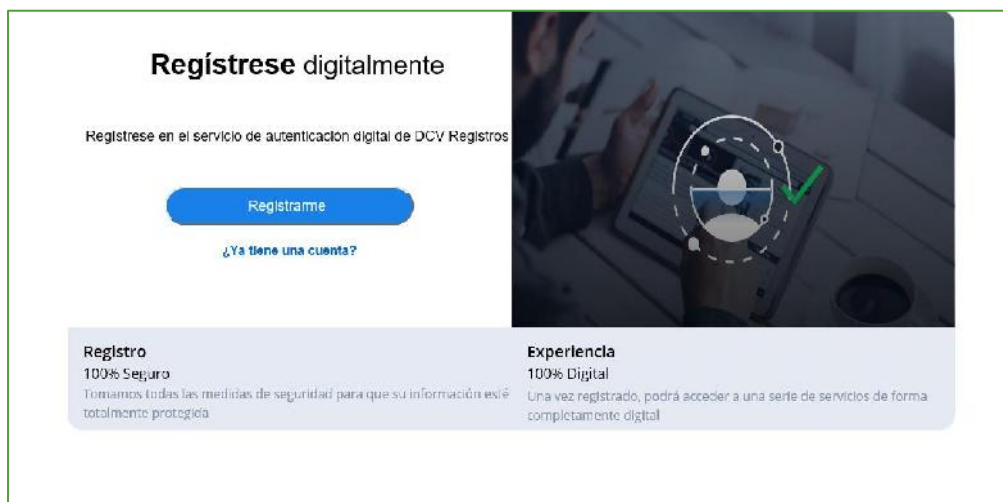 Regístrese digitalmente
Regístrese en el servicio de autenticación digital de DCV Registros
Registrarme
¿Ya tiene una cuenta?
Registro
100% Seguro
Tomamos todas las medidas de seguridad para que su información esté
totalmente protegida
Experiencia
100% Digital
Una vez registrado, podrá acceder a una serie de servicios de forma
completamente digital